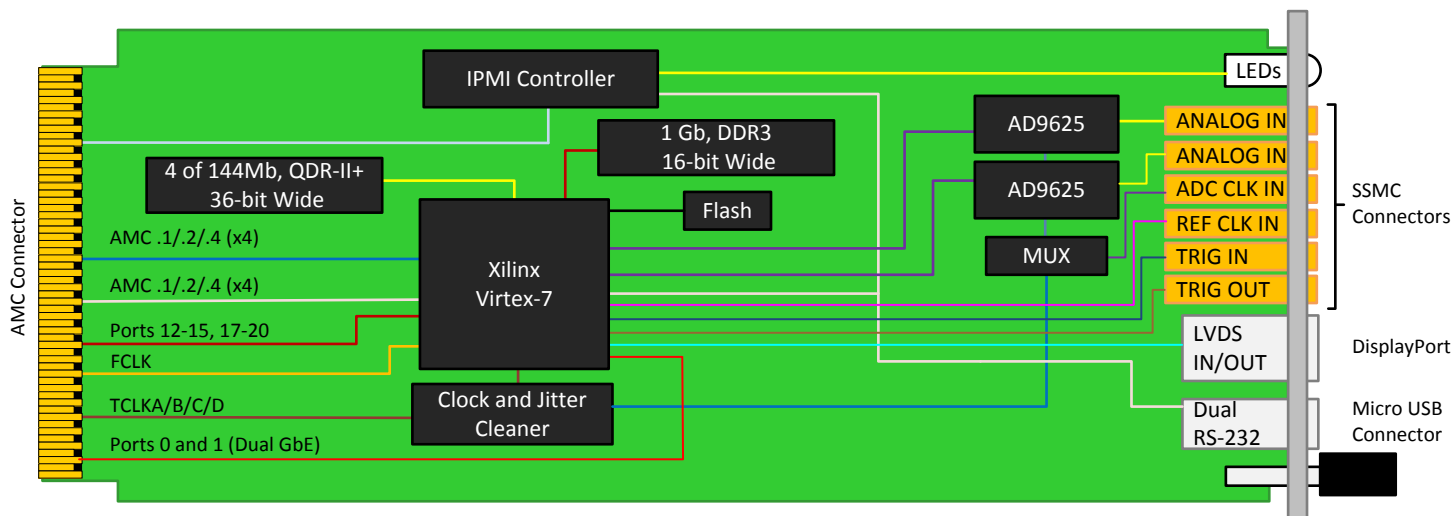 IPMI Controller
LEDs
1 Gb, DDR3
16-bit Wide
AD9625
ANALOG IN
ANALOG IN
4 of 144Mb, QDR-II+
36-bit Wide
AD9625
ADC CLK IN
SSMC
Connectors
Flash
REF CLK IN
AMC Connector
AMC .1/.2/.4 (x4)
Xilinx
Virtex-7
MUX
TRIG IN
AMC .1/.2/.4 (x4)
TRIG OUT
Ports 12-15, 17-20
LVDS
IN/OUT
DisplayPort
FCLK
Clock and Jitter
Cleaner
TCLKA/B/C/D
Dual
RS-232
Micro USB
Connector
Ports 0 and 1 (Dual GbE)